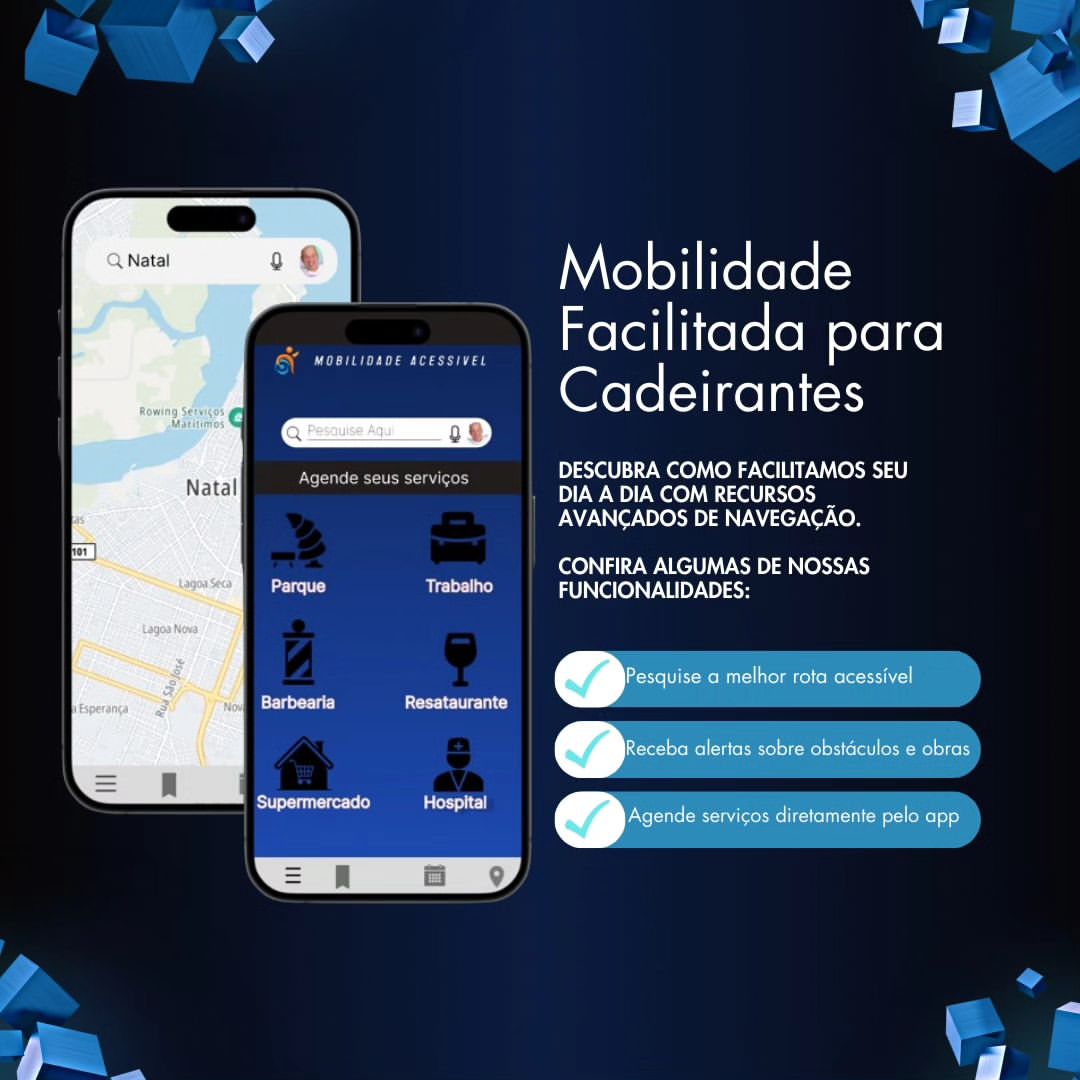 Natal
Rowing Serviços
Marítimos
Natal
101
Lagoa Seca
Lagoa Nova
Rua São José
a Esperança
Nov
MOBILIDADE ACESSIVEL
Pesquise Aqui
Agende seus serviços
Parque
Trabalho
Barbearia
Resataurante
Supermercado
Hospital
Mobilidade
Facilitada para
Cadeirantes
DESCUBRA COMO FACILITAMOS SEU
DIA A DIA COM RECURSOS
AVANÇADOS DE NAVEGAÇÃO.
CONFIRA ALGUMAS DE NOSSAS
FUNCIONALIDADES:
Pesquise a melhor rota acessível
Receba alertas sobre obstáculos e obras
Agende serviços diretamente pelo app